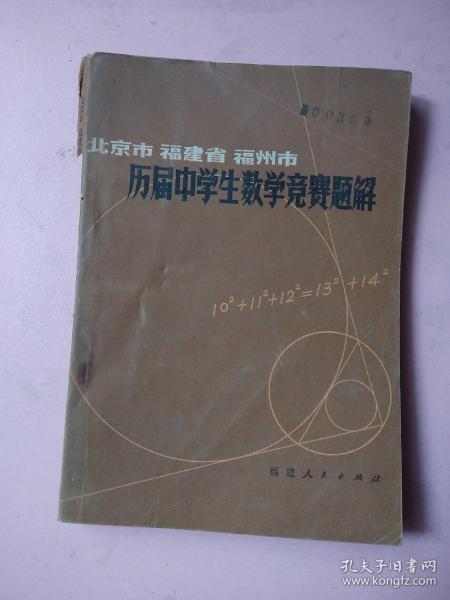 00369
北京市 福建省 福州市
历届中学生数学竞赛题解
10²+11²+12²=13²+14²
福建人民出版社
孔夫子旧书网
www.kongfz.com